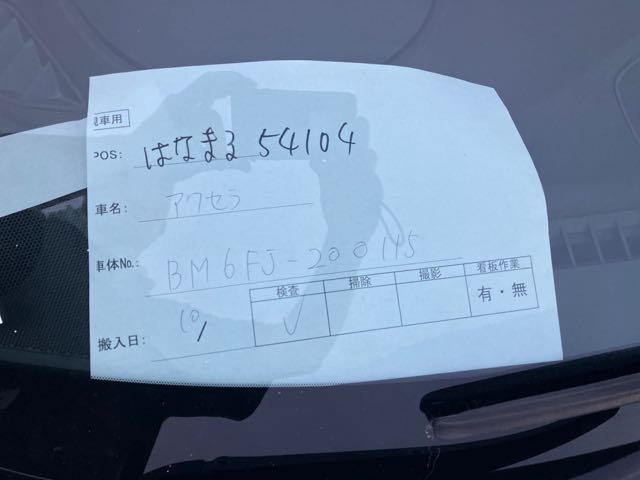 車用
POS: はなまる 54104
車名: アクセラ
車体No.: BM6FJ-200145
検査 掃除 撮影 看板作業
搬入日: 10/ ✓ 有・無